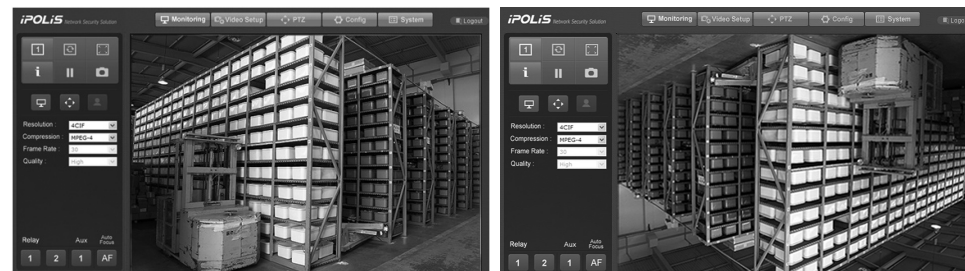 iPOLiS Network Security Solution Monitoring Video Setup PTZ Config System Logout
1
i
Resolution : 4CIF
Compression : MPEG-4
Frame Rate : 30
Quality : High
Relay Aux Auto Focus
1 2 1 AF
iPOLiS Network Security Solution Monitoring Video Setup PTZ Config System Logout
1
i
Resolution : 4CIF
Compression : MPEG-4
Frame Rate : 30
Quality : High
Relay Aux Auto Focus
1 2 1 AF